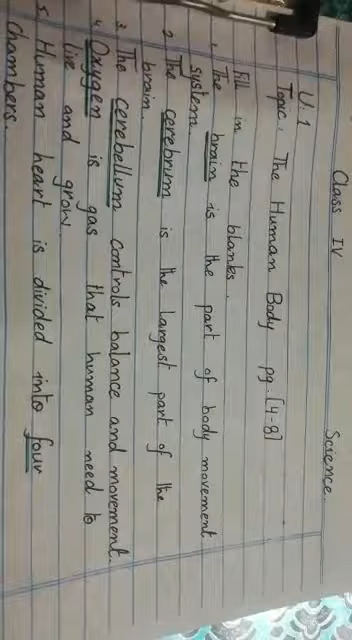 Class IV Science.
U. 1
Topic. The Human Body pg. [4-8]
Fill in the blanks.
1. The brain is the part of body movement
system.
2. The cerebrum is the largest part of the
brain.
3. The cerebellum controls balance and movement.
4. Oxygen is gas that human need to
live and grow.
5. Human heart is divided into four
chambers.